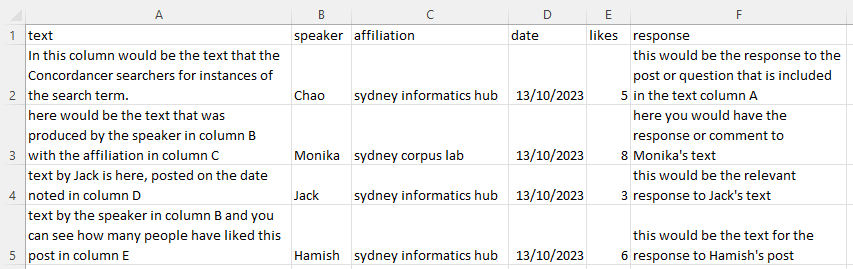 A B C D E F
1 text speaker affiliation date likes response
In this column would be the text that the this would be the response to the
Concordancer searchers for instances of post or question that is included
2 the search term. Chao sydney informatics hub 13/10/2023 5 in the text column A
here would be the text that was here you would have the
produced by the speaker in column B response or comment to
3 with the affiliation in column C Monika sydney corpus lab 13/10/2023 8 Monika's text
text by Jack is here, posted on the date this would be the relevant
4 noted in column D Jack sydney informatics hub 13/10/2023 3 response to Jack's text
text by the speaker in column B and you
can see how many people have liked this this would be the text for the
5 post in column E Hamish sydney informatics hub 13/10/2023 6 response to Hamish's post